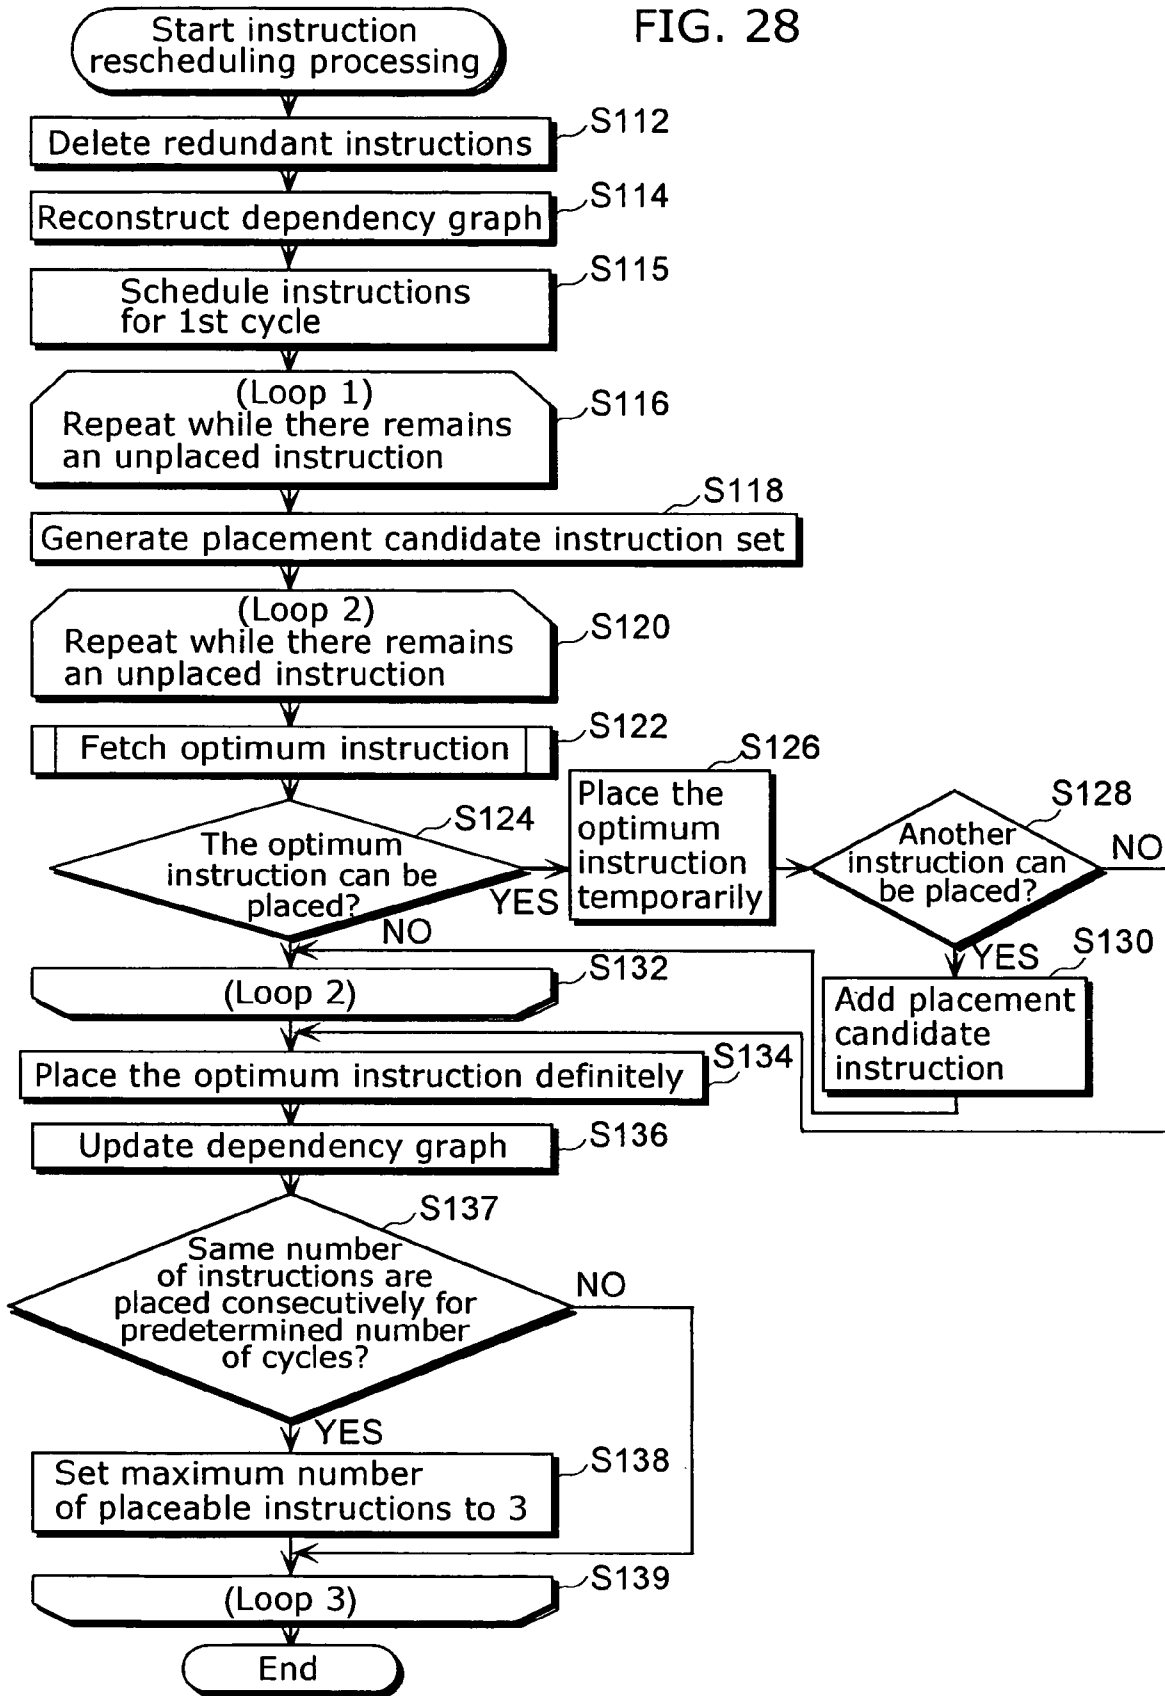 FIG. 28
Start instruction
rescheduling processing
S112
Delete redundant instructions
S114
Reconstruct dependency graph
S115
Schedule instructions
for 1st cycle
(Loop 1)
Repeat while there remains
an unplaced instruction
S116
S118
Generate placement candidate instruction set
(Loop 2)
Repeat while there remains
an unplaced instruction
S120
Fetch optimum instruction
S122
S124
The optimum
instruction can be
placed?
YES
NO
S126
Place the
optimum
instruction
temporarily
S128
Another
instruction can
be placed?
NO
YES
S130
Add placement
candidate
instruction
S132
(Loop 2)
S134
Place the optimum instruction definitely
Update dependency graph
S136
S137
Same number
of instructions are
placed consecutively for
predetermined number
of cycles?
NO
YES
S138
Set maximum number
of placeable instructions to 3
S139
(Loop 3)
End